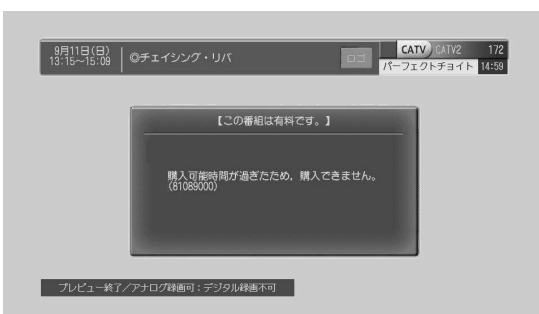 9月11日(日)
13:15〜15:09
◎チェイシング・リバ
ロゴ
CATV CATV2 172
パーフェクトチョイト 14:59
【この番組は有料です。】
購入可能時間が過ぎたため，購入できません。
(81089000)
プレビュー終了／アナログ録画可：デジタル録画不可